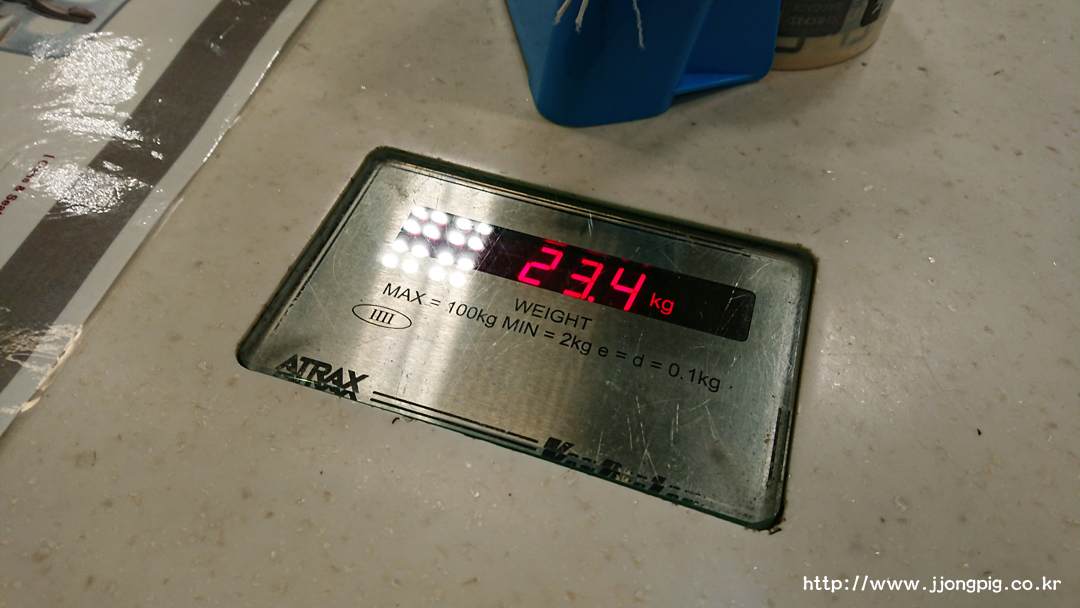 23.4 kg
WEIGHT
MAX = 100kg MIN = 2kg e = d = 0.1kg
IIII
ATRAX
http://www.jjongpig.co.kr